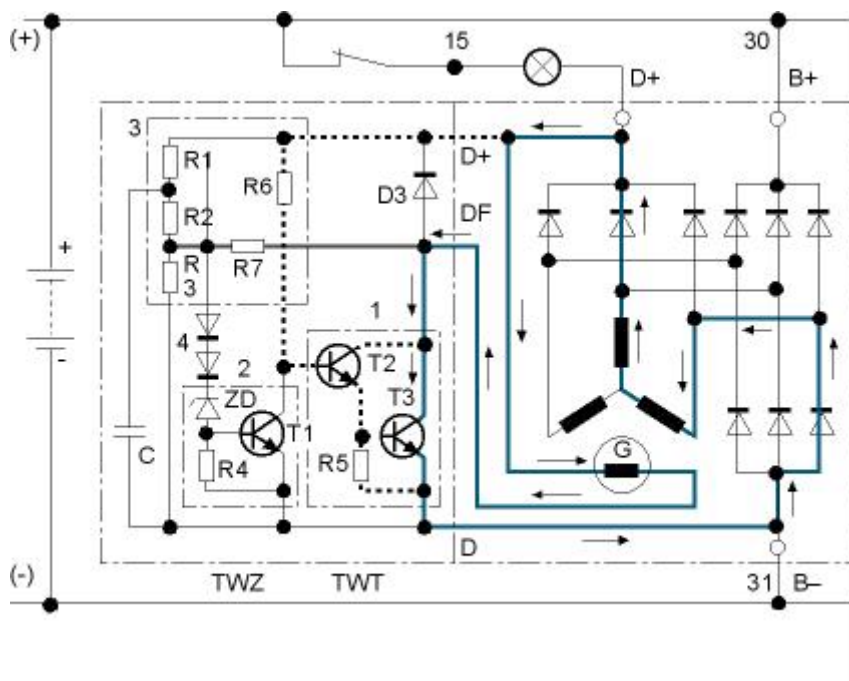 (+)
15
30
D+
B+
3
R1
D+
R6
D3
R2
DF
R
3
R7
+
1
4
-
2
T2
ZD
T3
T1
G
C
R4
R5
D
(-)
TWZ
TWT
31
B–